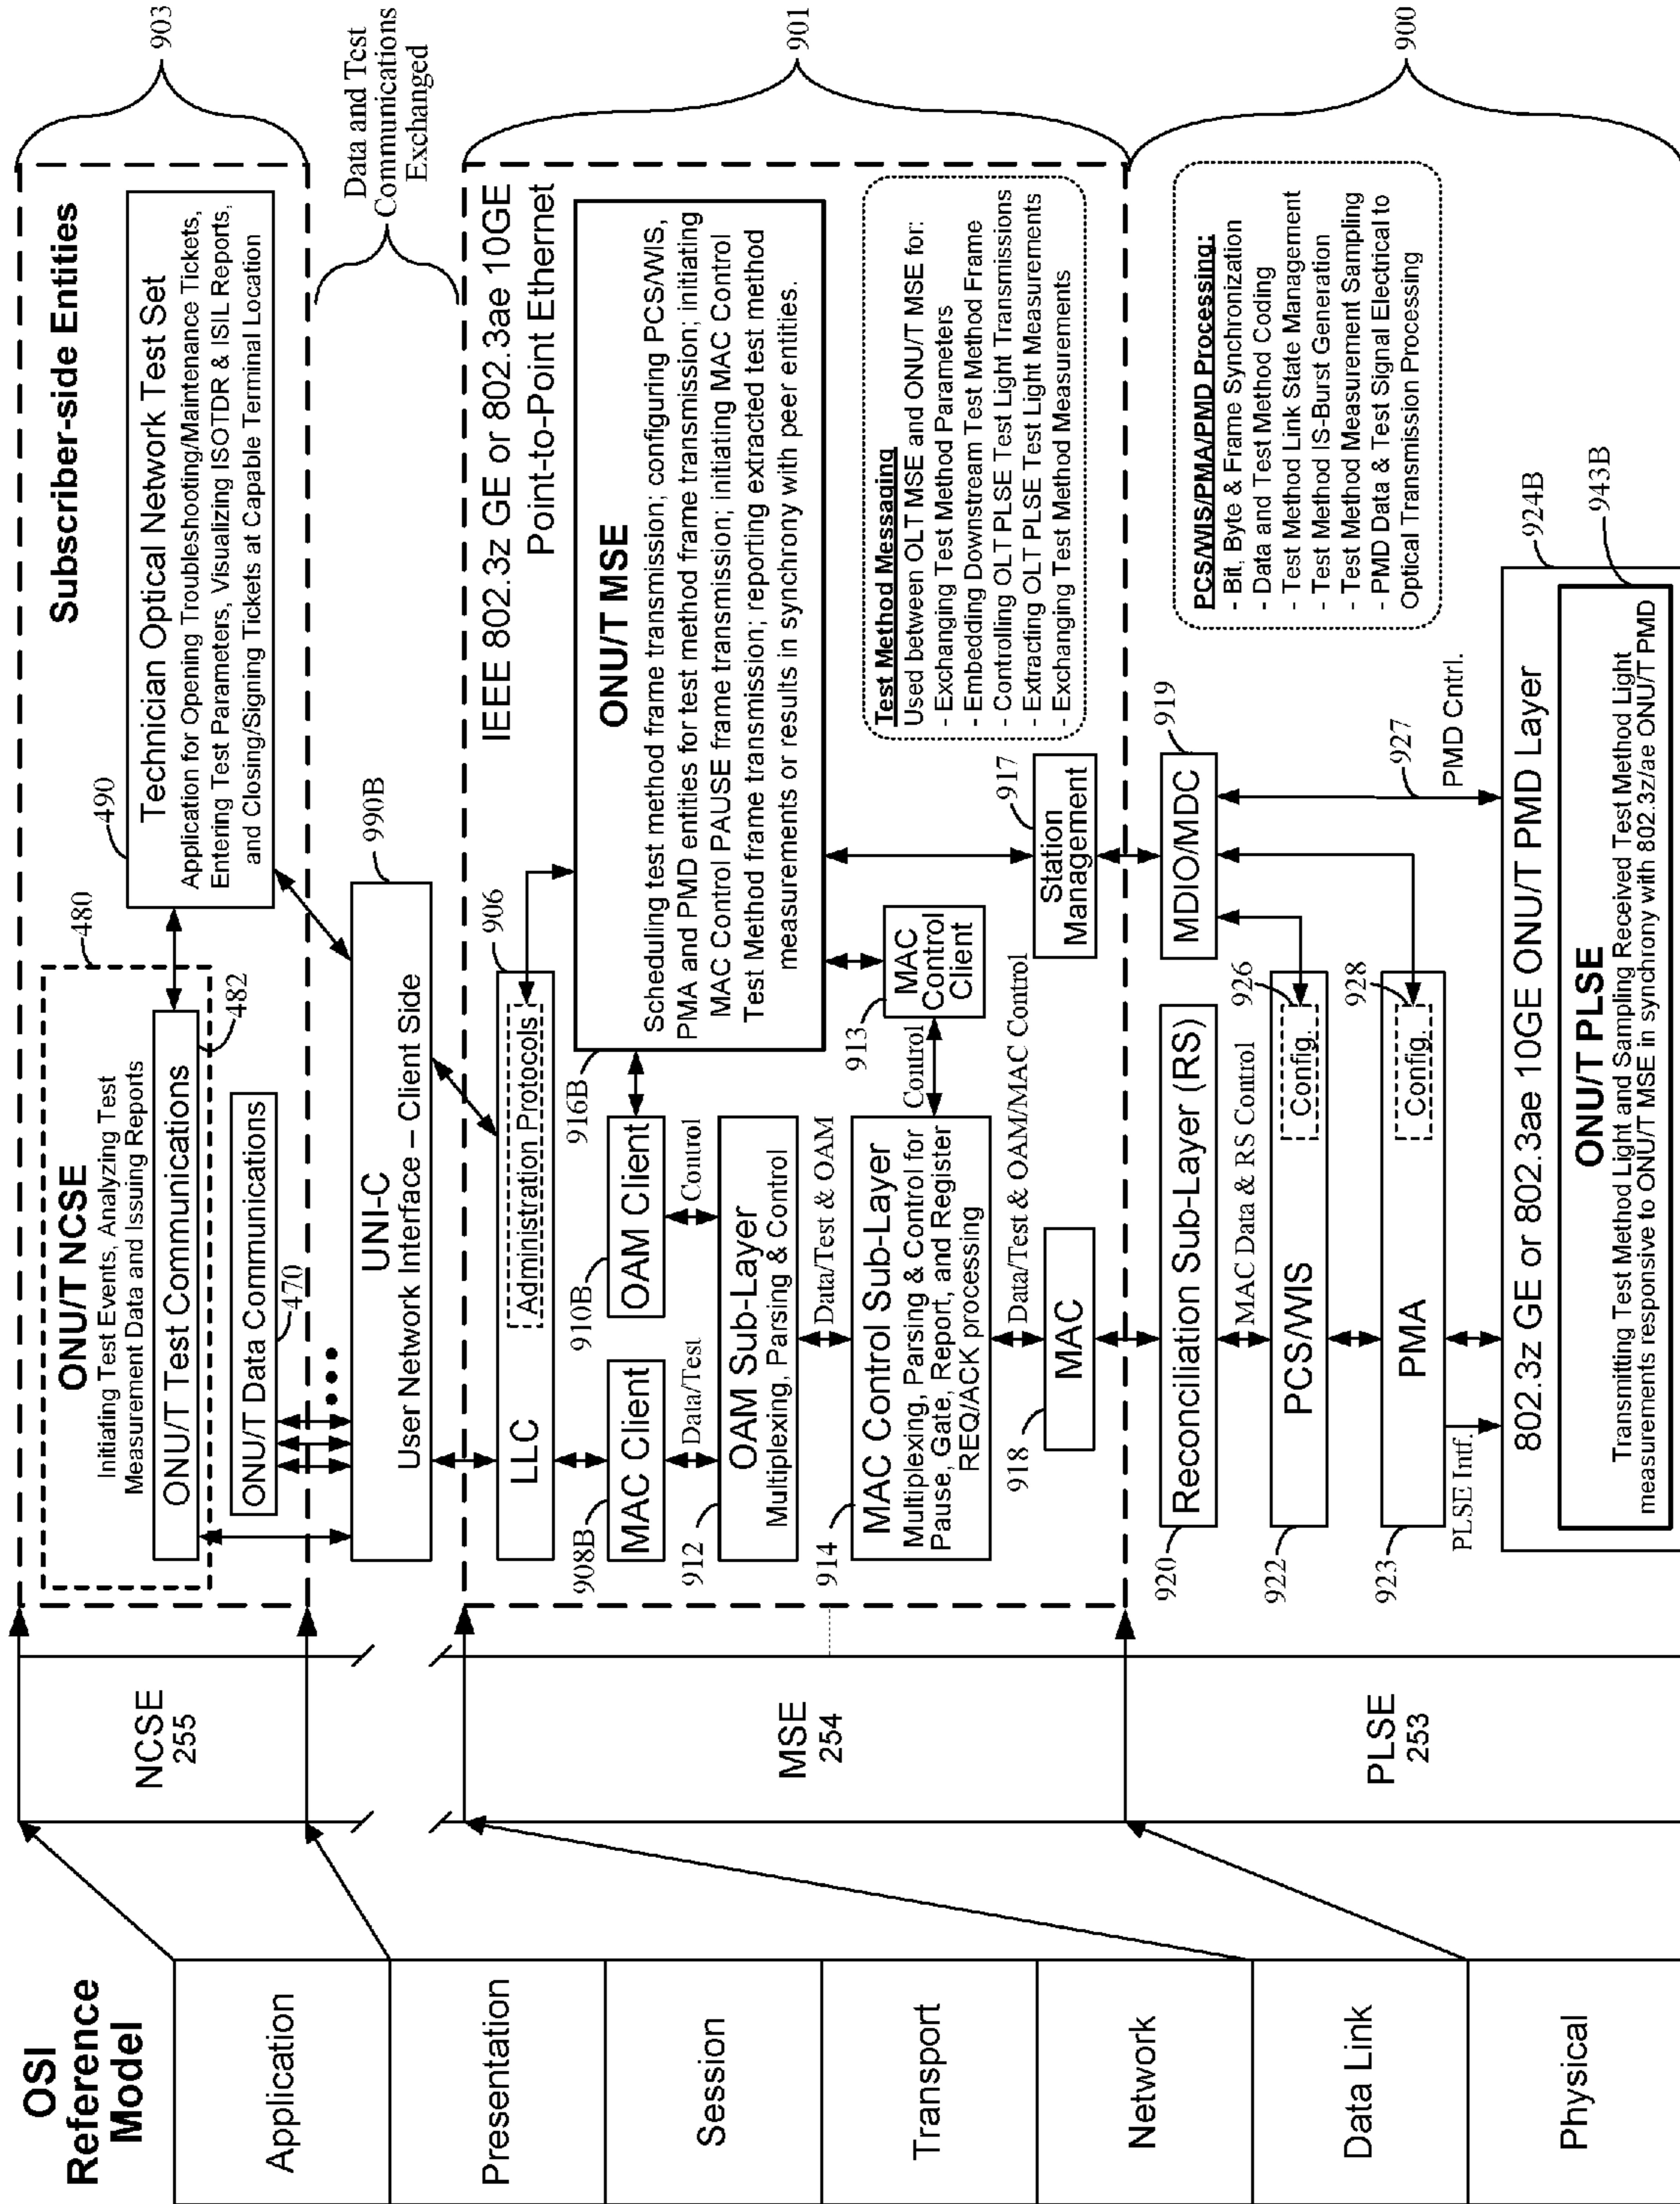 OSI
Reference
Model
Application
Presentation
Session
Transport
Network
Data Link
Physical
NCSE
255
MSE
254
PLSE
253
Subscriber-side Entities
903
480
ONU/T NCSE
Initiating Test Events, Analyzing Test
Measurement Data and Issuing Reports
ONU/T Test Communications
482
ONU/T Data Communications
470
490
Technician Optical Network Test Set
Application for Opening Troubleshooting/Maintenance Tickets,
Entering Test Parameters, Visualizing ISOTDR & ISIL Reports,
and Closing/Signing Tickets at Capable Terminal Location
Data and Test
Communications
Exchanged
990B
UNI-C
User Network Interface – Client Side
IEEE 802.3z GE or 802.3ae 10GE
Point-to-Point Ethernet
901
906
LLC
Administration Protocols
908B
MAC Client
910B
OAM Client
Data/Test
Control
912
OAM Sub-Layer
Multiplexing, Parsing & Control
Data/Test & OAM
914
MAC Control Sub-Layer
Multiplexing, Parsing & Control for
Pause, Gate, Report, and Register
REQ/ACK processing
Control
913
MAC
Control
Client
Data/Test & OAM/MAC Control
918
MAC
916B
ONU/T MSE
Scheduling test method frame transmission; configuring PCS/WIS,
PMA and PMD entities for test method frame transmission; initiating
MAC Control PAUSE frame transmission; initiating MAC Control
Test Method frame transmission; reporting extracted test method
measurements or results in synchrony with peer entities.
Test Method Messaging
Used between OLT MSE and ONU/T MSE for:
- Exchanging Test Method Parameters
- Embedding Downstream Test Method Frame
- Controlling OLT PLSE Test Light Transmissions
- Extracting OLT PLSE Test Light Measurements
- Exchanging Test Method Measurements
917
Station
Management
900
920
Reconciliation Sub-Layer (RS)
MAC Data & RS Control
922
PCS/WIS
926
Config.
923
PMA
928
Config.
919
MDIO/MDC
927
PMD Cntrl.
PLSE Intf.
PCS/WIS/PMA/PMD Processing:
- Bit, Byte & Frame Synchronization
- Data and Test Method Coding
- Test Method Link State Management
- Test Method IS-Burst Generation
- Test Method Measurement Sampling
- PMD Data & Test Signal Electrical to
Optical Transmission Processing
924B
802.3z GE or 802.3ae 10GE ONU/T PMD Layer
943B
ONU/T PLSE
Transmitting Test Method Light and Sampling Received Test Method Light
measurements responsive to ONU/T MSE in synchrony with 802.3z/ae ONU/T PMD